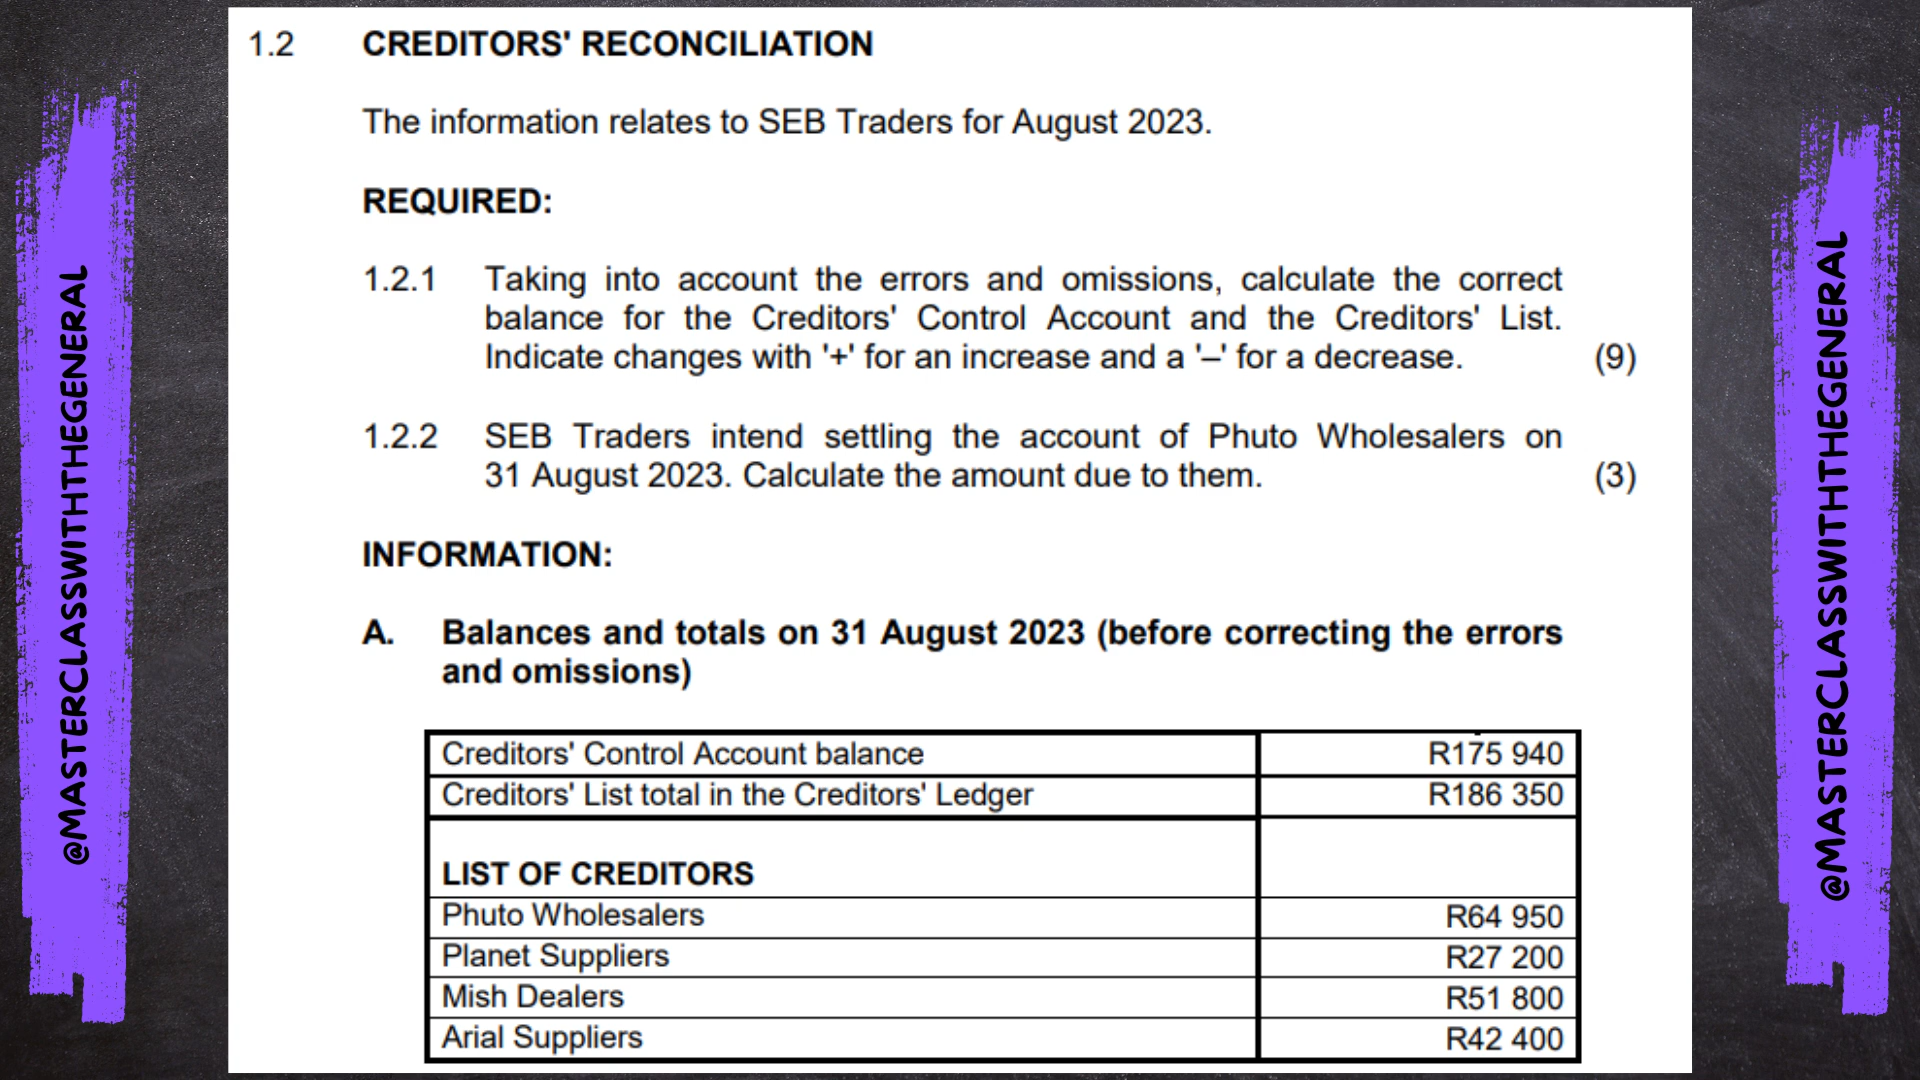 1.2 CREDITORS' RECONCILIATION
The information relates to SEB Traders for August 2023.
REQUIRED:
1.2.1 Taking into account the errors and omissions, calculate the correct
balance for the Creditors' Control Account and the Creditors' List.
Indicate changes with '+' for an increase and a '–' for a decrease. (9)
1.2.2 SEB Traders intend settling the account of Phuto Wholesalers on
31 August 2023. Calculate the amount due to them. (3)
INFORMATION:
A. Balances and totals on 31 August 2023 (before correcting the errors
and omissions)
Creditors' Control Account balance R175 940
Creditors' List total in the Creditors' Ledger R186 350
LIST OF CREDITORS
Phuto Wholesalers R64 950
Planet Suppliers R27 200
Mish Dealers R51 800
Arial Suppliers R42 400
@MASTERCLASSWITHTHEGENERAL
@MASTERCLASSWITHTHEGENERAL